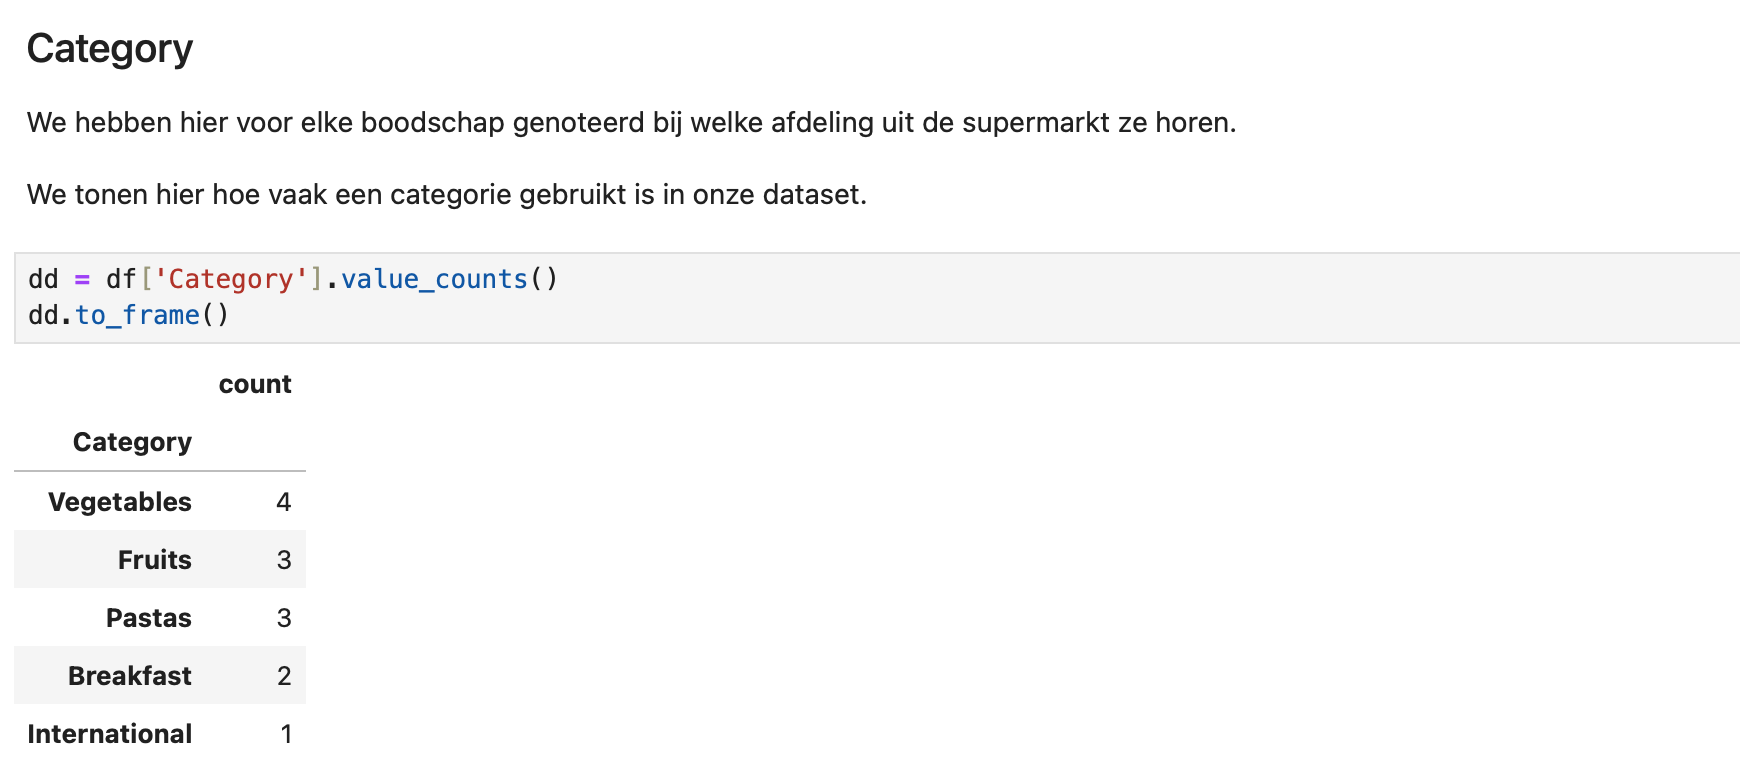 Category
We hebben hier voor elke boodschap genoteerd bij welke afdeling uit de supermarkt ze horen.
We tonen hier hoe vaak een categorie gebruikt is in onze dataset.
dd = df['Category'].value_counts()
dd.to_frame()
count
Category
Vegetables 4
Fruits 3
Pastas 3
Breakfast 2
International 1